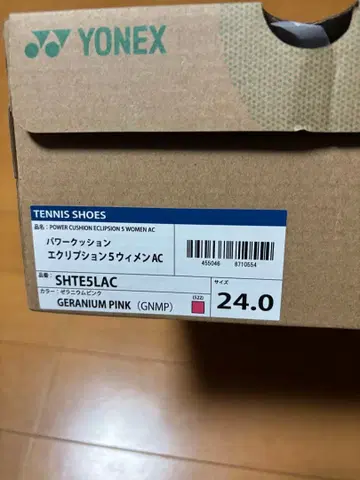 YONEX
TENNIS SHOES
品名：POWER CUSHION ECLIPSION 5 WOMEN AC
パワークッション
エクリプション5ウィメンAC
455046 8710554
品番：
SHTE5LAC
カラー：ゼラニウムピンク
GERANIUM PINK（GNMP）
(122)
サイズ
24.0